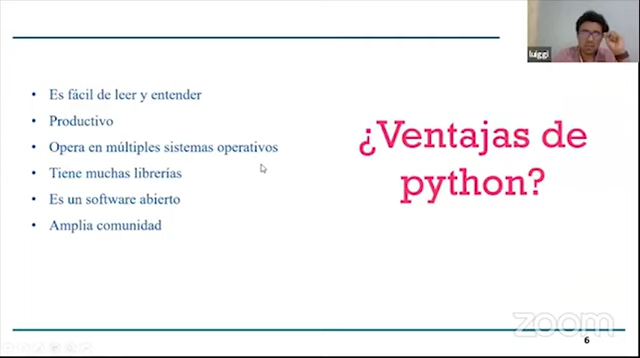 luiggi
Es fácil de leer y entender
Productivo
Opera en múltiples sistemas operativos
Tiene muchas librerías
Es un software abierto
Amplia comunidad
¿Ventajas de
python?
zoom
6